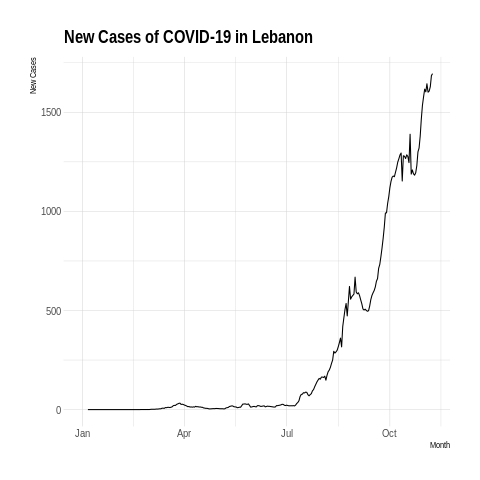 New Cases of COVID-19 in Lebanon
New Cases
1500
1000
500
0
Jan Apr Jul Oct
Month